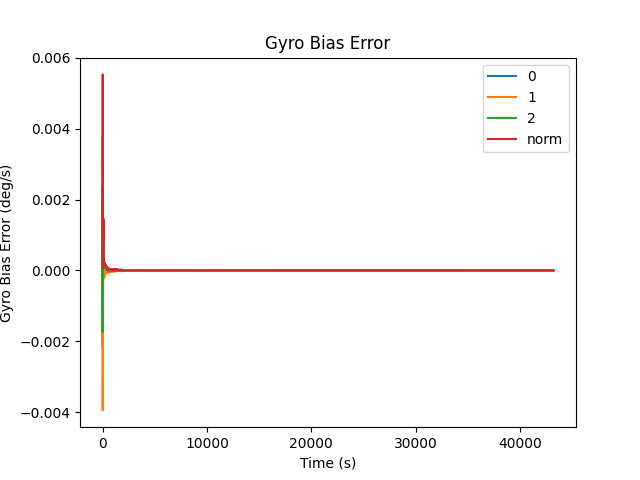 Gyro Bias Error
0.006
0.004
0.002
0.000
−0.002
−0.004
Gyro Bias Error (deg/s)
0
1
2
norm
0 10000 20000 30000 40000
Time (s)